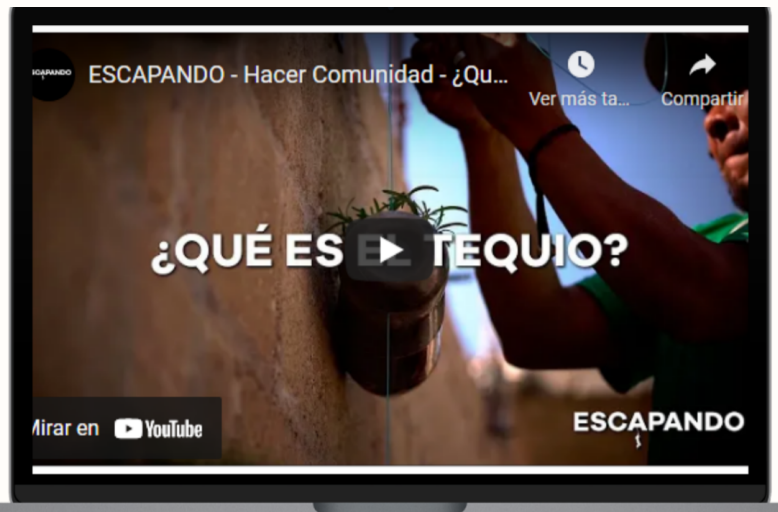 ESCAPANDO
ESCAPANDO - Hacer Comunidad - ¿Qu...
Ver más ta...
Compartir
¿QUÉ ES EL TEQUIO?
Mirar en YouTube
ESCAPANDO